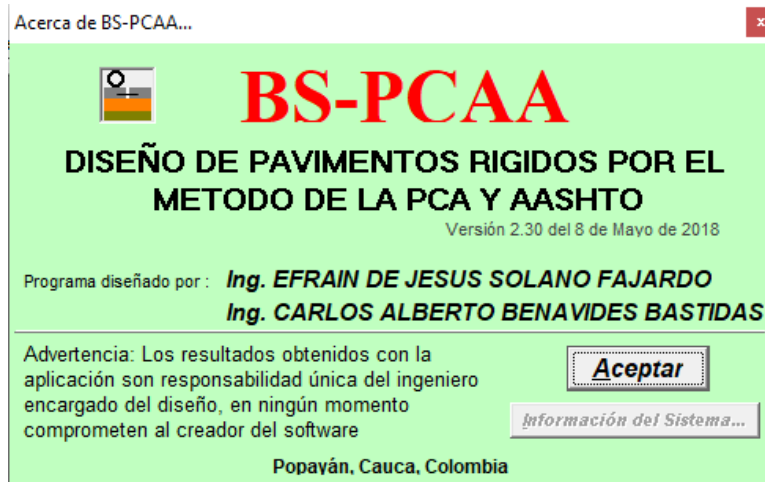 Acerca de BS-PCAA...
x
BS-PCAA
DISEÑO DE PAVIMENTOS RIGIDOS POR EL
METODO DE LA PCA Y AASHTO
Versión 2.30 del 8 de Mayo de 2018
Programa diseñado por : Ing. EFRAIN DE JESUS SOLANO FAJARDO
Ing. CARLOS ALBERTO BENAVIDES BASTIDAS
Advertencia: Los resultados obtenidos con la
aplicación son responsabilidad única del ingeniero
encargado del diseño, en ningún momento
comprometen al creador del software
Aceptar
Información del Sistema...
Popayán, Cauca, Colombia